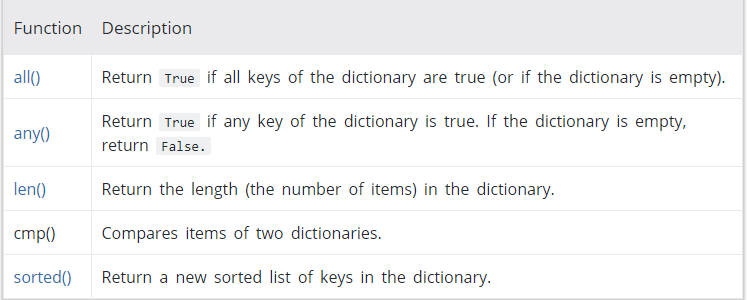 Function Description
all() Return True if all keys of the dictionary are true (or if the dictionary is empty).
any() Return True if any key of the dictionary is true. If the dictionary is empty,
return False.
len() Return the length (the number of items) in the dictionary.
cmp() Compares items of two dictionaries.
sorted() Return a new sorted list of keys in the dictionary.